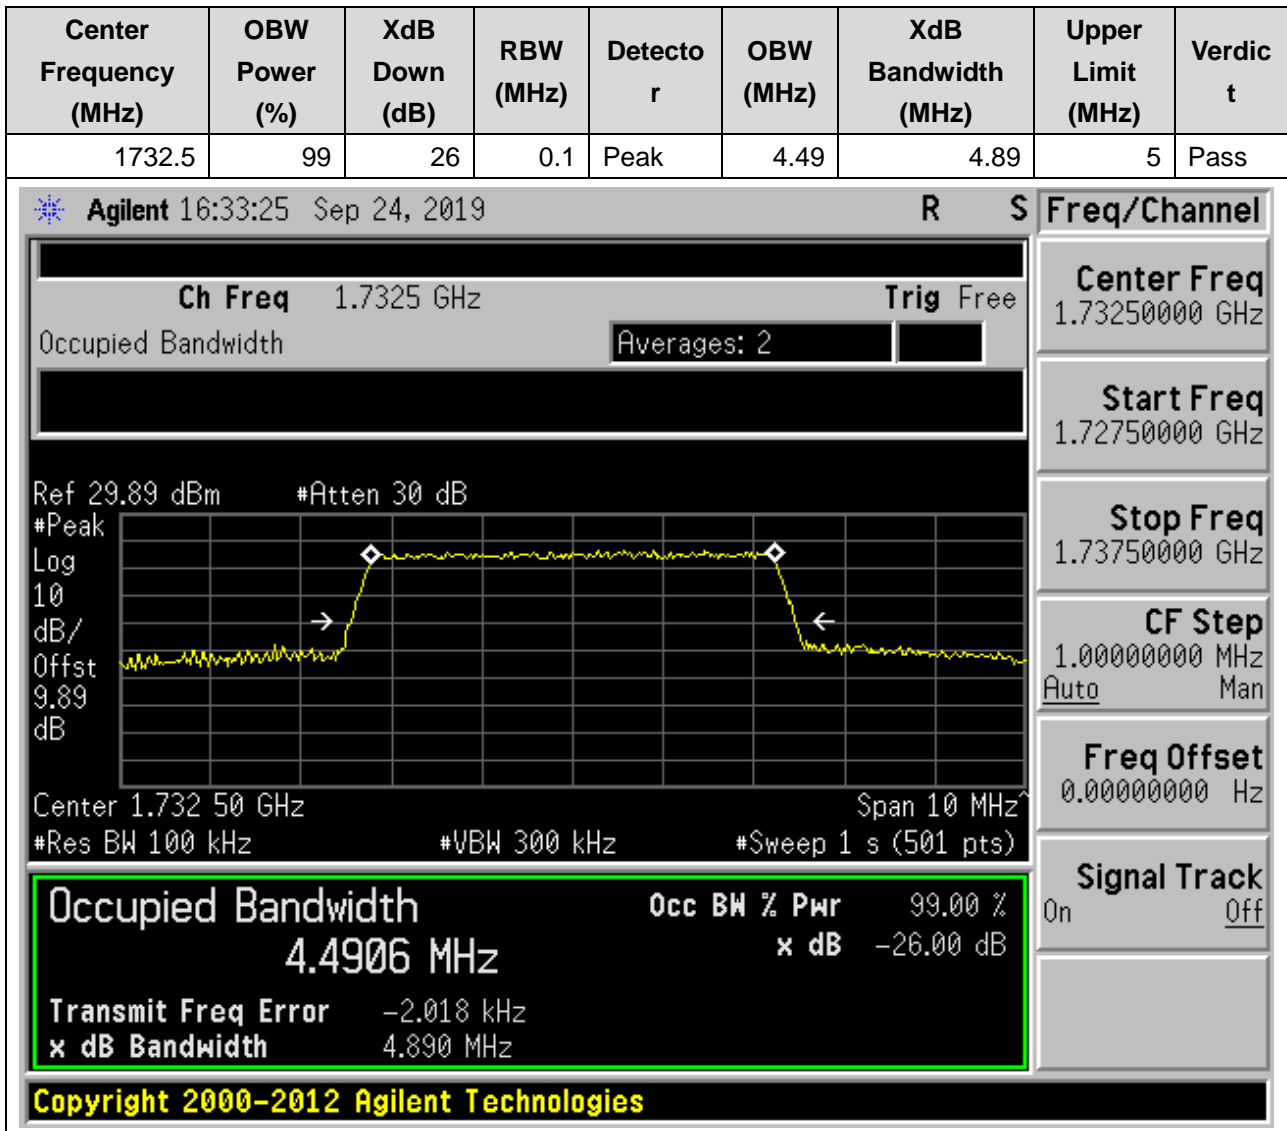 Center Frequency (MHz) OBW Power (%) XdB Down (dB) RBW (MHz) Detector OBW (MHz) XdB Bandwidth (MHz) Upper Limit (MHz) Verdict
1732.5 99 26 0.1 Peak 4.49 4.89 5 Pass
Agilent 16:33:25 Sep 24, 2019 R S
Ch Freq 1.7325 GHz Trig Free
Occupied Bandwidth Averages: 2
Ref 29.89 dBm #Atten 30 dB
#Peak
Log
10
dB/
Offst
9.89
dB
Center 1.732 50 GHz Span 10 MHz^
#Res BW 100 kHz #VBW 300 kHz #Sweep 1 s (501 pts)
Occupied Bandwidth Occ BW % Pwr 99.00 %
4.4906 MHz x dB -26.00 dB
Transmit Freq Error -2.018 kHz
x dB Bandwidth 4.890 MHz
Copyright 2000-2012 Agilent Technologies
Freq/Channel
Center Freq
1.73250000 GHz
Start Freq
1.72750000 GHz
Stop Freq
1.73750000 GHz
CF Step
1.00000000 MHz
Auto Man
Freq Offset
0.00000000 Hz
Signal Track
On Off